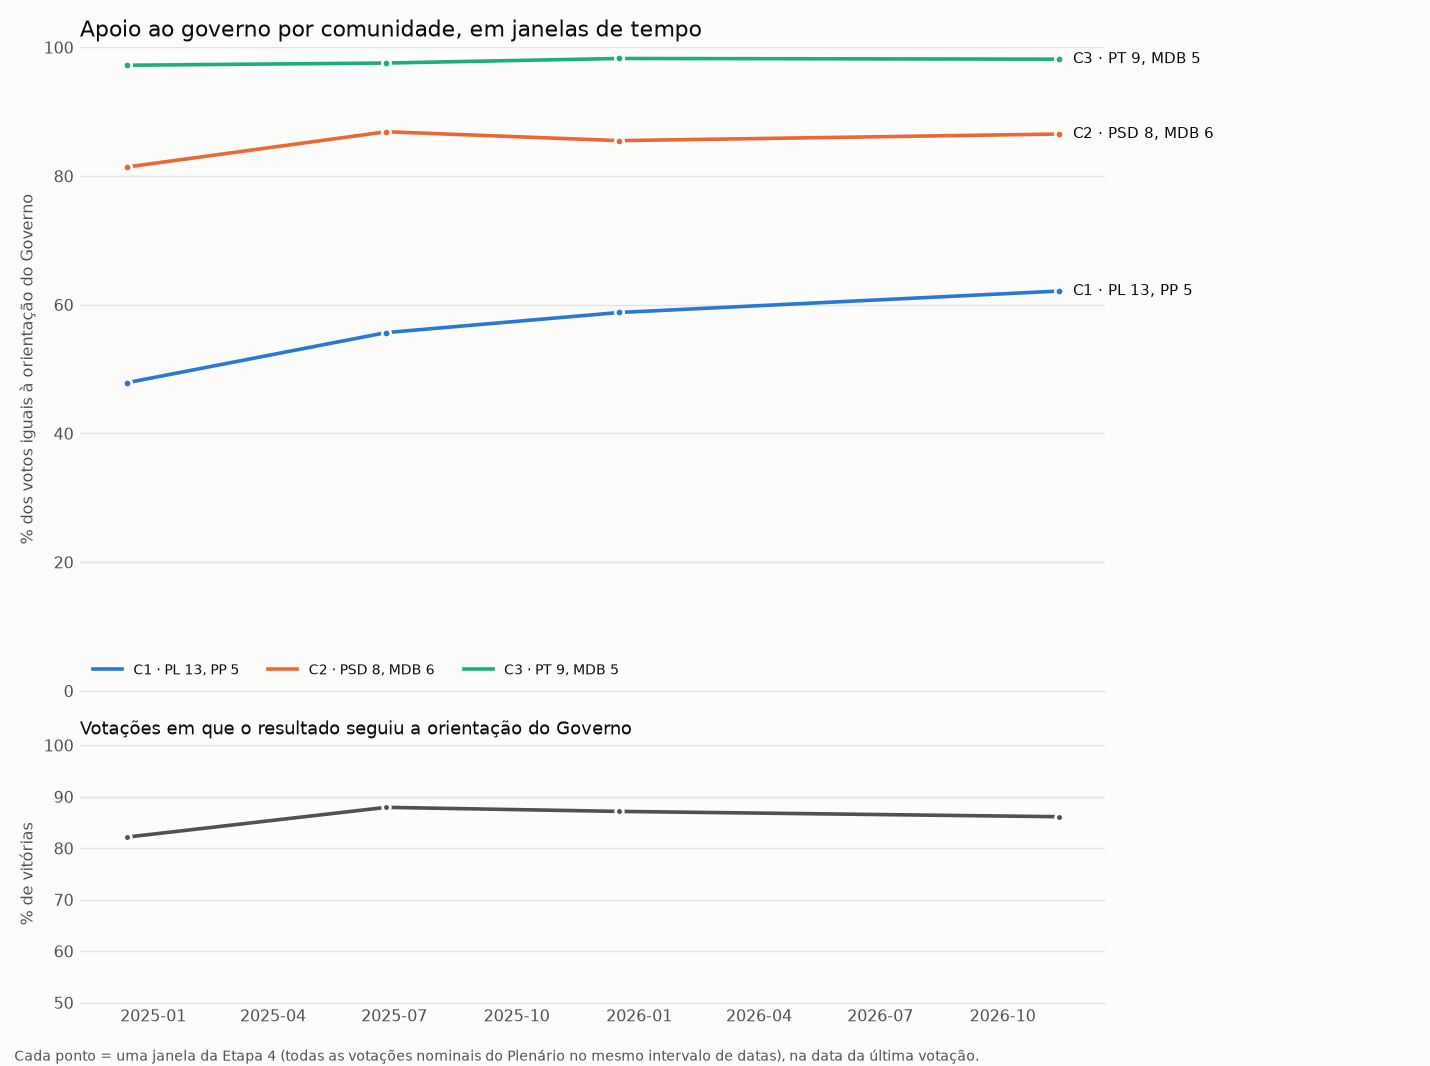 Apoio ao governo por comunidade, em janelas de tempo
100
80
60
40
20
0
% dos votos iguais à orientação do Governo
C3 · PT 9, MDB 5
C2 · PSD 8, MDB 6
C1 · PL 13, PP 5
C1 · PL 13, PP 5 C2 · PSD 8, MDB 6 C3 · PT 9, MDB 5
Votações em que o resultado seguiu a orientação do Governo
100
90
80
70
60
50
% de vitórias
2025-01 2025-04 2025-07 2025-10 2026-01 2026-04 2026-07 2026-10
Cada ponto = uma janela da Etapa 4 (todas as votações nominais do Plenário no mesmo intervalo de datas), na data da última votação.